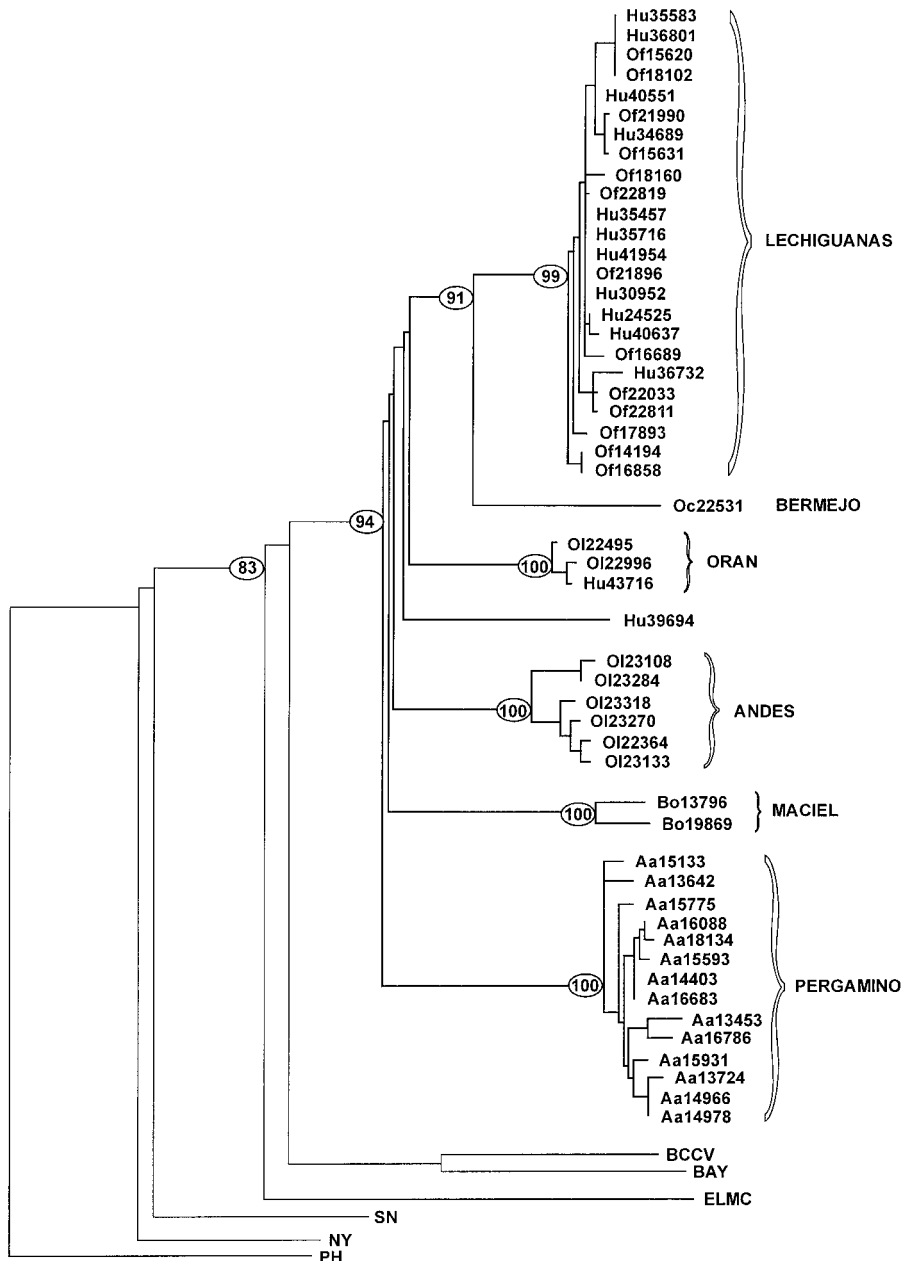 Hu35583
Hu36801
Of15620
Of18102
Hu40551
Of21990
Hu34689
Of15631
Of18160
Of22819
Hu35457
Hu35716
LECHIGUANAS
Hu41954
Of21896
99
Hu30952
91
Hu24525
Hu40637
Of16689
Hu36732
Of22033
Of22811
Of17893
Of14194
Of16858
Oc22531 BERMEJO
94
Ol22495
83
Ol22996
100
ORAN
Hu43716
Hu39694
Ol23108
Ol23284
Ol23318
100
ANDES
Ol23270
Ol22364
Ol23133
Bo13796
100
MACIEL
Bo19869
Aa15133
Aa13642
Aa15775
Aa16088
Aa18134
Aa15593
Aa14403
100
PERGAMINO
Aa16683
Aa13453
Aa16786
Aa15931
Aa13724
Aa14966
Aa14978
BCCV
BAY
ELMC
SN
NY
PH